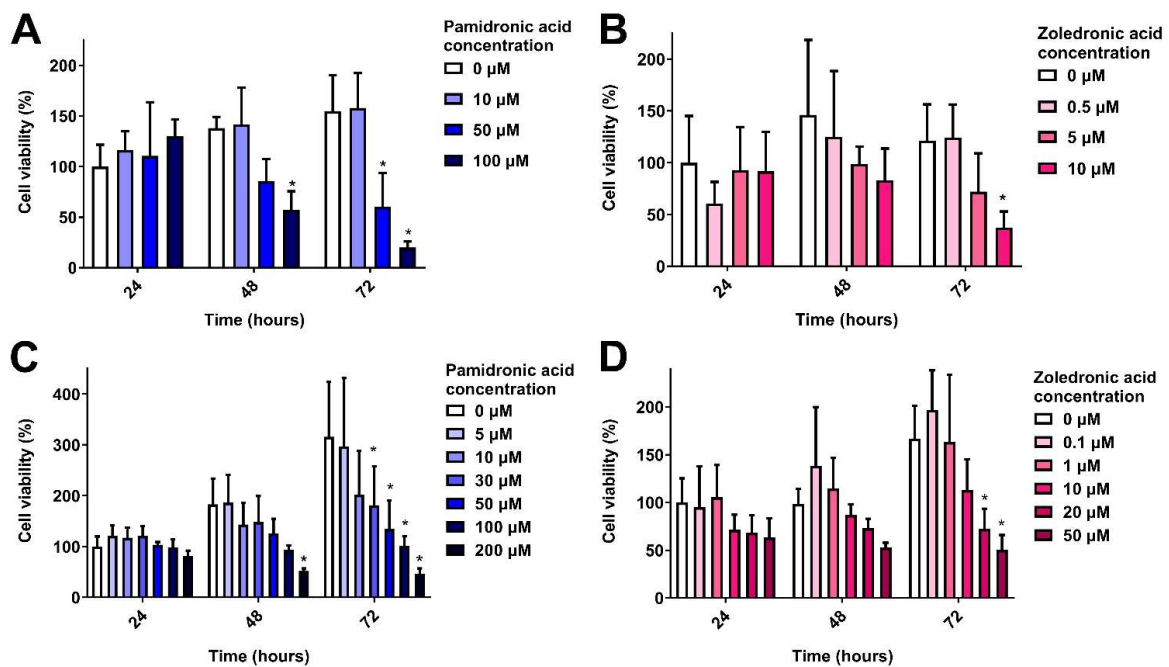 A
Pamidronic acid
concentration
0 µM
10 µM
50 µM
100 µM
Cell viability (%)
200
150
100
50
0
*
*
*
24
48
72
Time (hours)
B
Zoledronic acid
concentration
0 µM
0.5 µM
5 µM
10 µM
Cell viability (%)
200
150
100
50
0
*
24
48
72
Time (hours)
C
Pamidronic acid
concentration
0 µM
5 µM
10 µM
30 µM
50 µM
100 µM
200 µM
Cell viability (%)
400
300
200
100
0
*
*
*
*
*
24
48
72
Time (hours)
D
Zoledronic acid
concentration
0 µM
0.1 µM
1 µM
10 µM
20 µM
50 µM
Cell viability (%)
200
150
100
50
0
*
*
24
48
72
Time (hours)